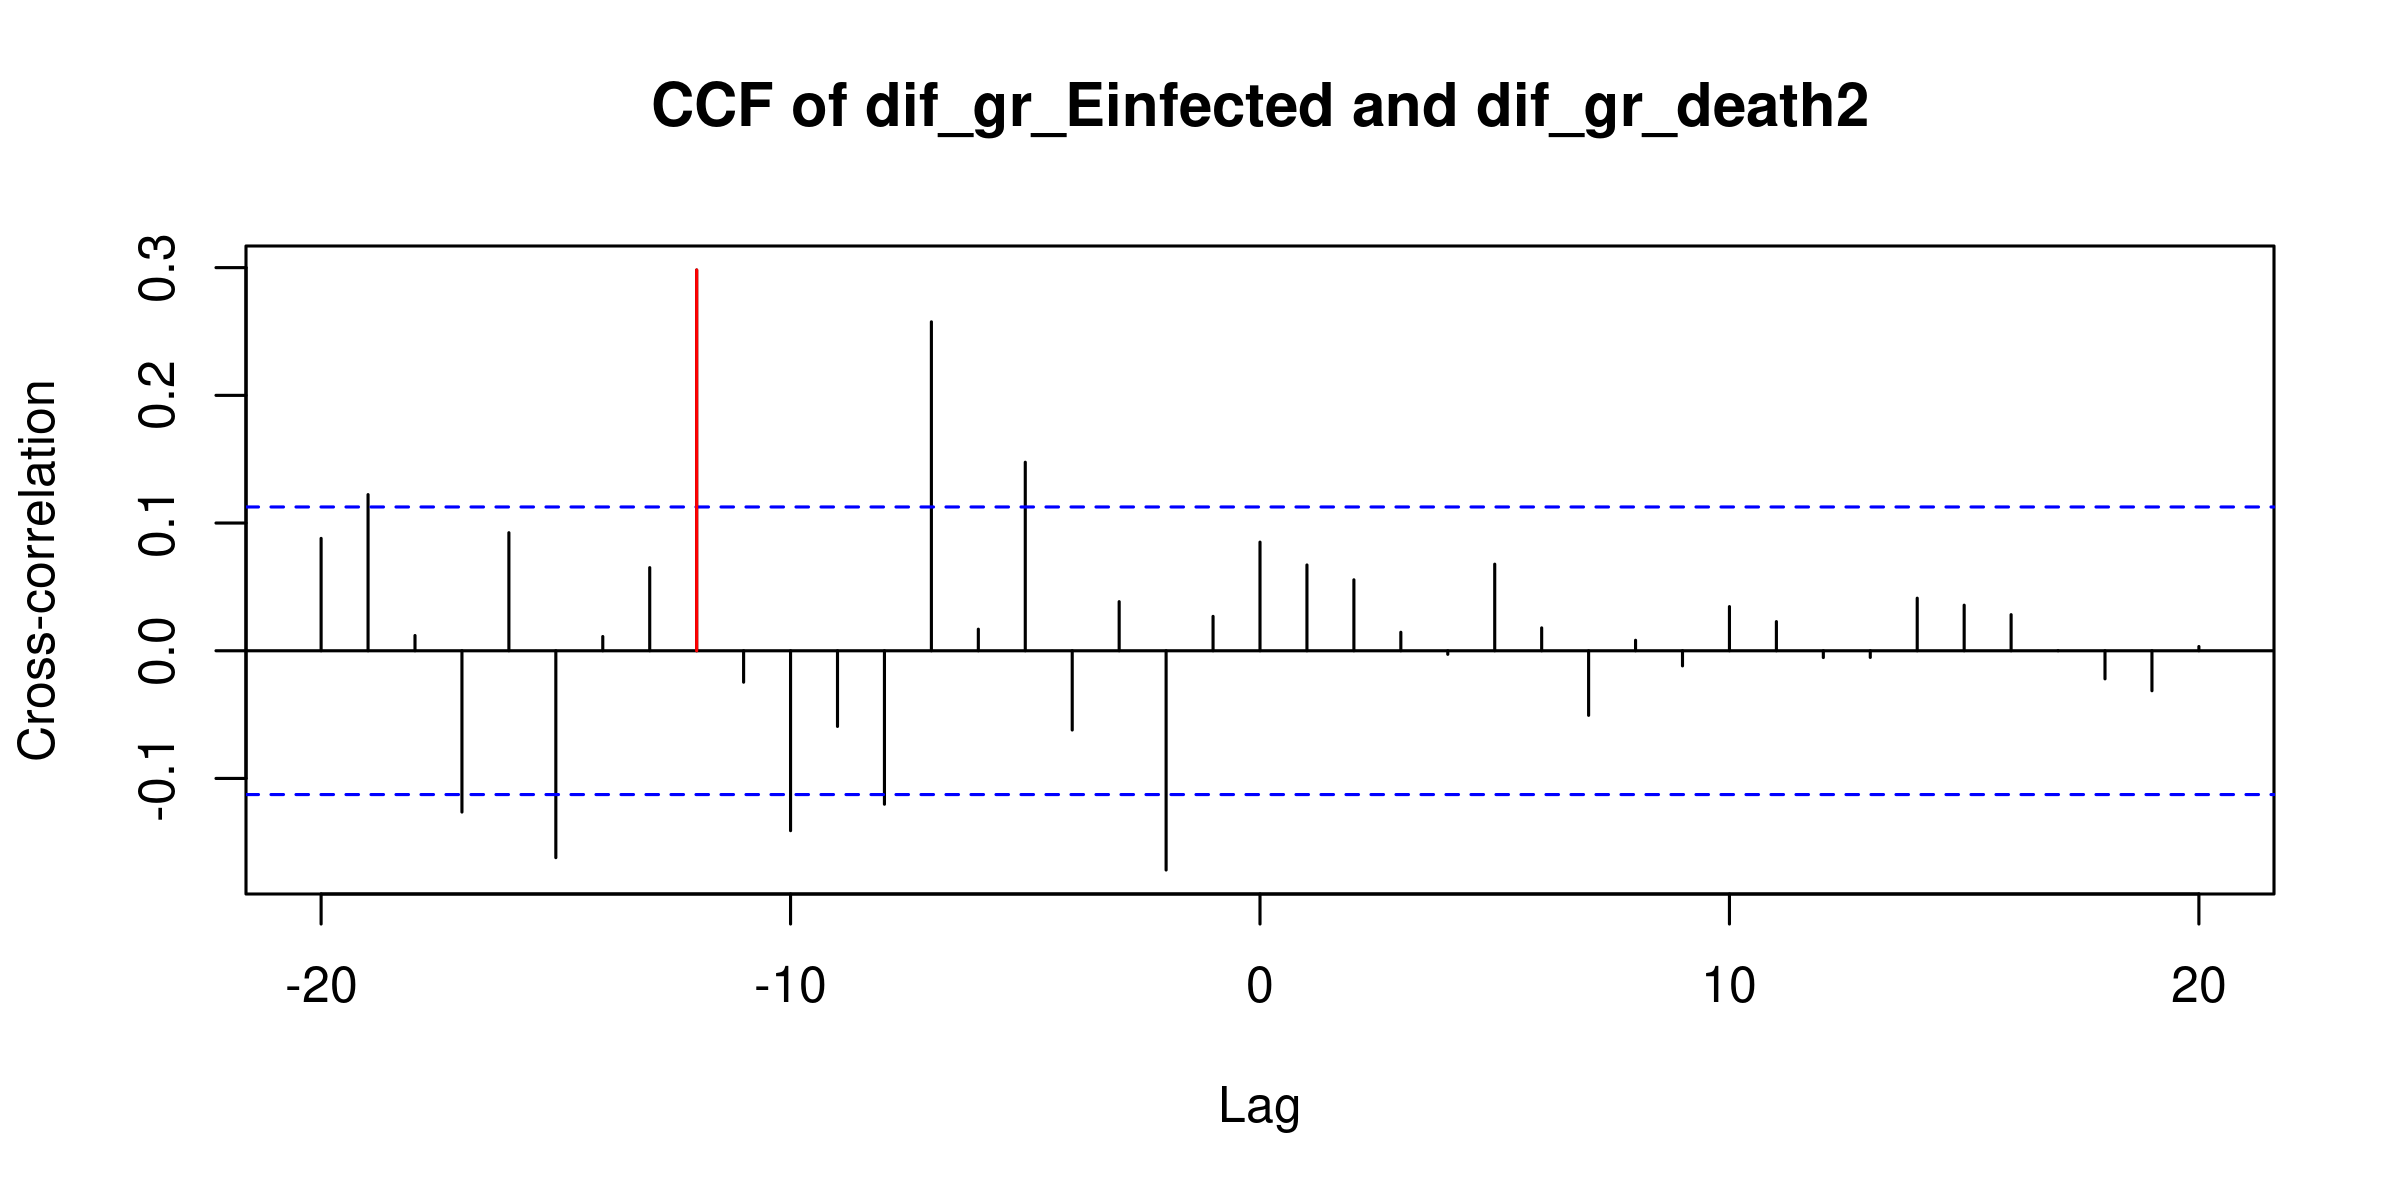 CCF of dif_gr_Einfected and dif_gr_death2
0.3
0.2
0.1
0.0
-0.1
Cross-correlation
-20 -10 0 10 20
Lag